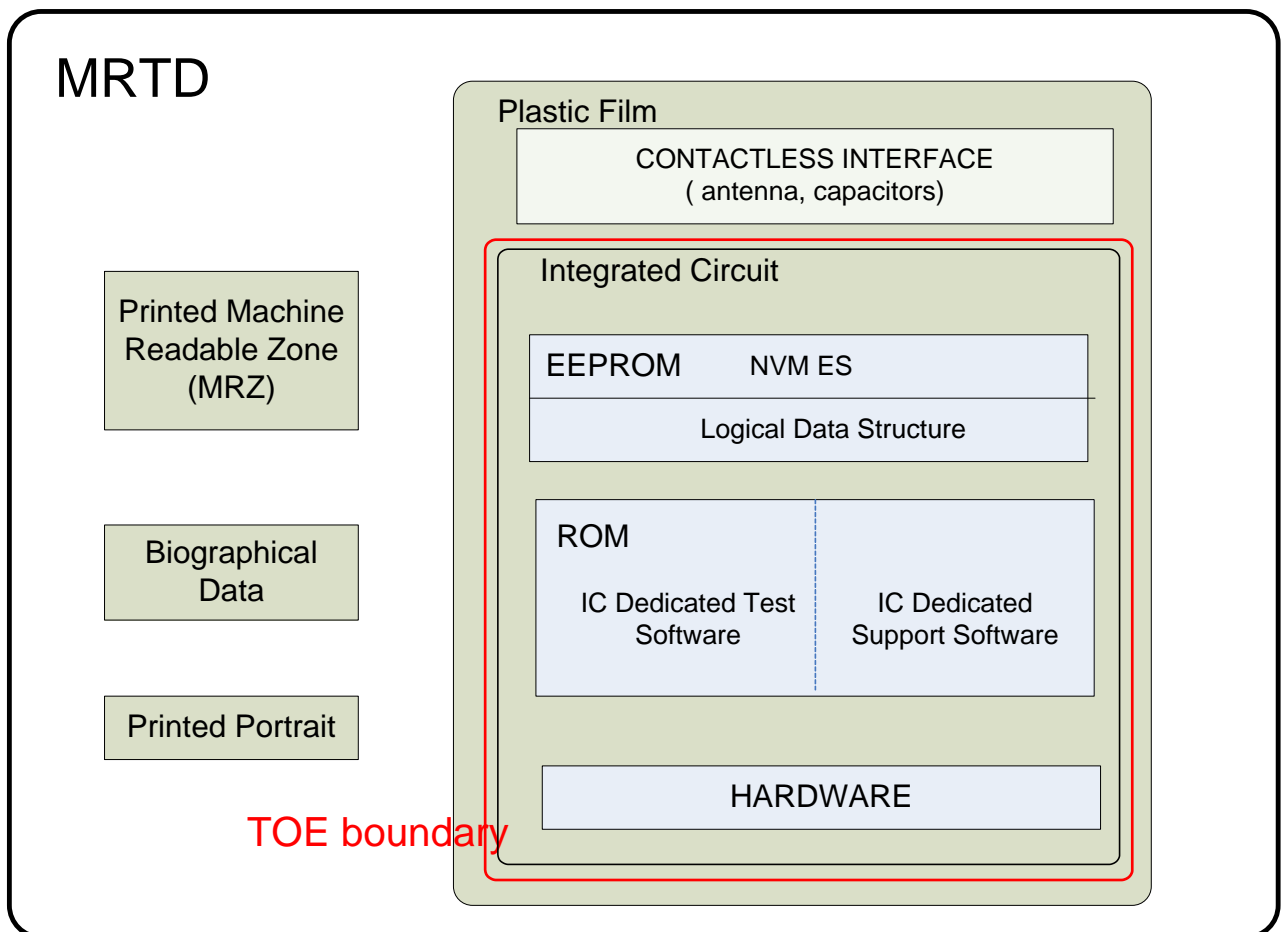 MRTD
Plastic Film
CONTACTLESS INTERFACE
( antenna, capacitors)
Integrated Circuit
Printed Machine
Readable Zone
(MRZ)
EEPROM NVM ES
Logical Data Structure
ROM
IC Dedicated Test
Software
IC Dedicated
Support Software
Biographical
Data
Printed Portrait
HARDWARE
TOE boundary